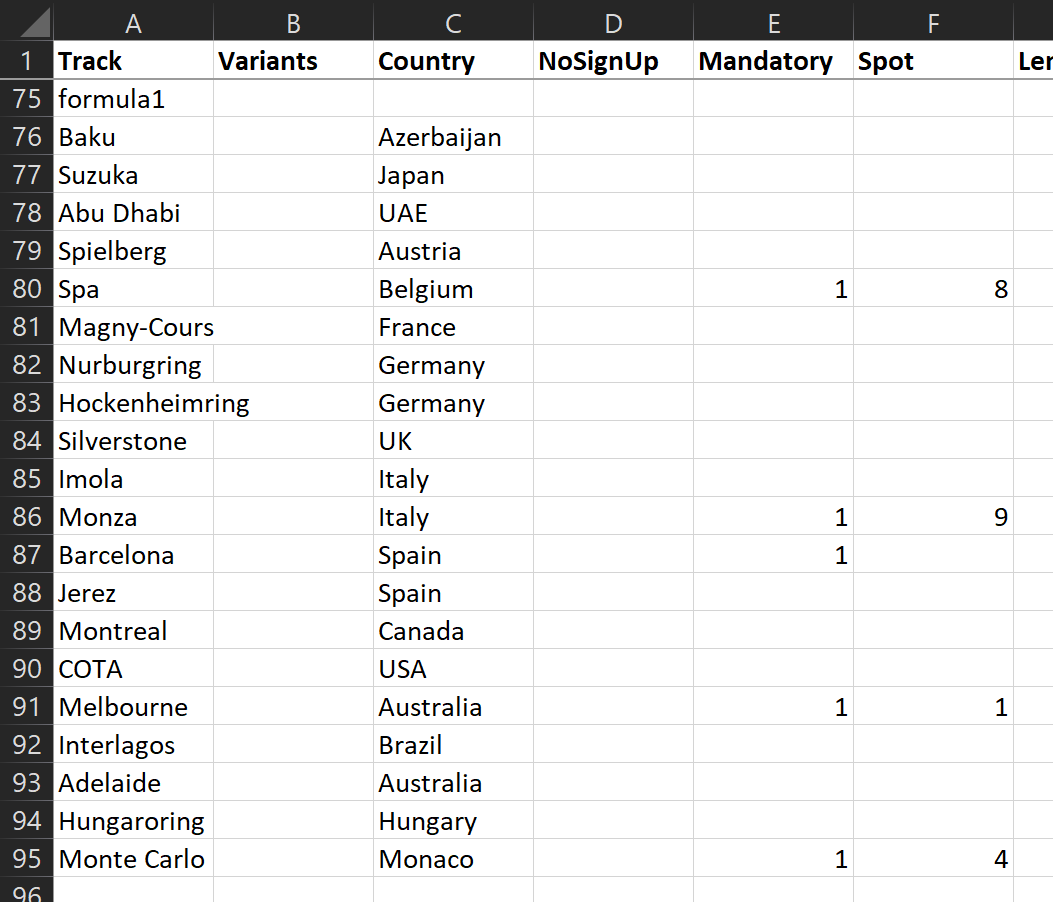 A B C D E F
1 Track Variants Country NoSignUp Mandatory Spot Ler
75 formula1
76 Baku Azerbaijan
77 Suzuka Japan
78 Abu Dhabi UAE
79 Spielberg Austria
80 Spa Belgium 1 8
81 Magny-Cours France
82 Nurburgring Germany
83 Hockenheimring Germany
84 Silverstone UK
85 Imola Italy
86 Monza Italy 1 9
87 Barcelona Spain 1
88 Jerez Spain
89 Montreal Canada
90 COTA USA
91 Melbourne Australia 1 1
92 Interlagos Brazil
93 Adelaide Australia
94 Hungaroring Hungary
95 Monte Carlo Monaco 1 4
96